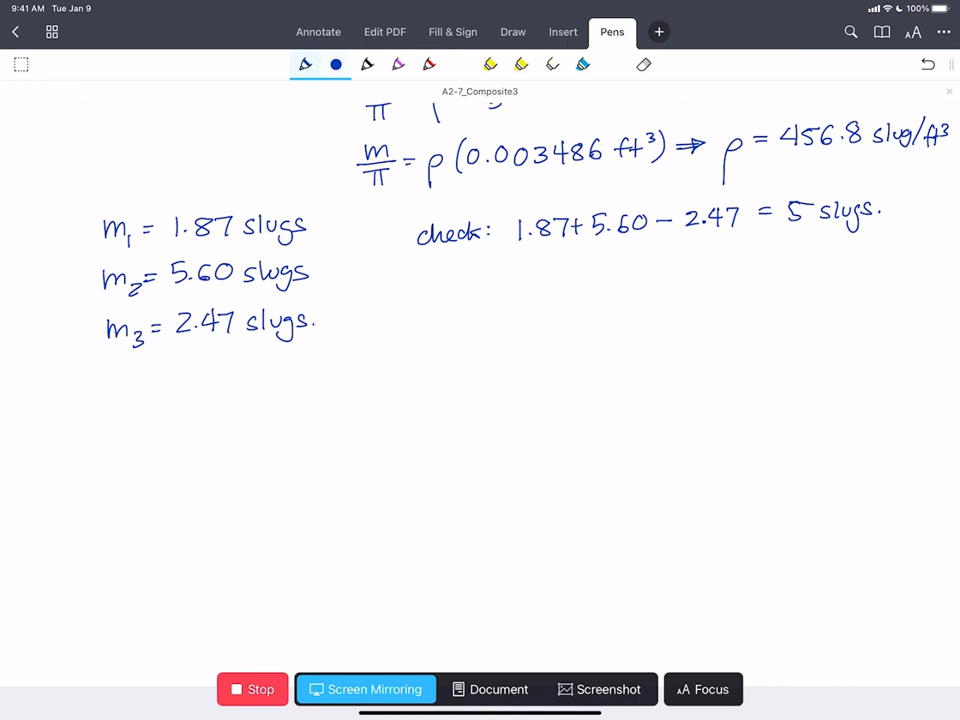 9:41 AM Tue Jan 9
100%
Annotate Edit PDF Fill & Sign Draw Insert Pens
A2-7_Composite3
π
m/π = ρ (0.003486 ft³) ⇒ ρ = 456.8 slug/ft³
m₁ = 1.87 slugs
check: 1.87 + 5.60 − 2.47 = 5 slugs.
m₂ = 5.60 slugs
m₃ = 2.47 slugs.
Stop Screen Mirroring Document Screenshot AA Focus